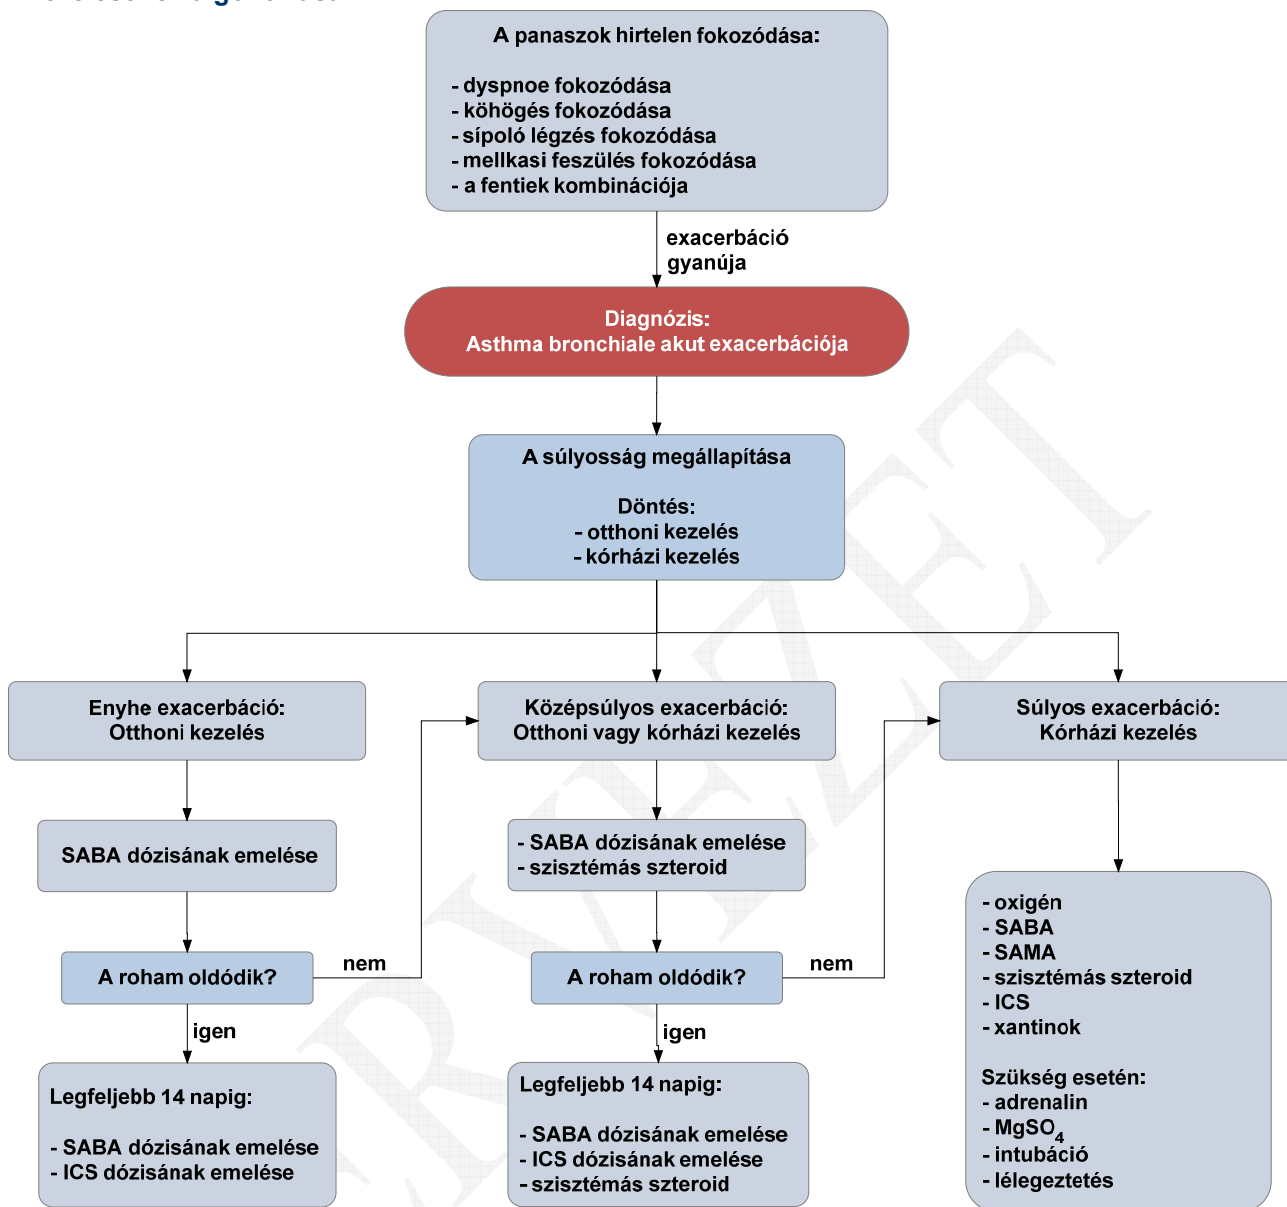 A panaszok hirtelen fokozódása:
- dyspnoe fokozódása
- köhögés fokozódása
- sípoló légzés fokozódása
- mellkasi feszülés fokozódása
- a fentiek kombinációja
exacerbáció
gyanúja
Diagnózis:
Asthma bronchiale akut exacerbációja
A súlyosság megállapítása
Döntés:
- otthoni kezelés
- kórházi kezelés
Enyhe exacerbáció:
Otthoni kezelés
SABA dózisának emelése
A roham oldódik?
nem
igen
Legfeljebb 14 napig:
- SABA dózisának emelése
- ICS dózisának emelése
Középsúlyos exacerbáció:
Otthoni vagy kórházi kezelés
- SABA dózisának emelése
- szisztémás szteroid
A roham oldódik?
nem
igen
Legfeljebb 14 napig:
- SABA dózisának emelése
- ICS dózisának emelése
- szisztémás szteroid
Súlyos exacerbáció:
Kórházi kezelés
- oxigén
- SABA
- SAMA
- szisztémás szteroid
- ICS
- xantinok
Szükség esetén:
- adrenalin
- MgSO₄
- intubáció
- lélegeztetés
ERVEZET